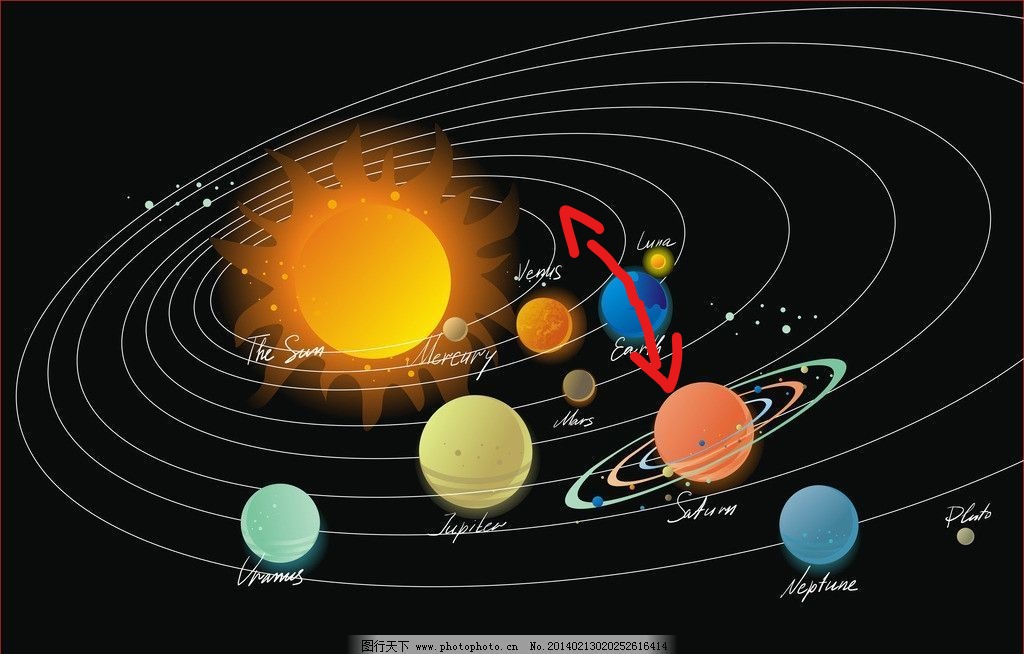 Luna
Venus
The Sun
Mercury
Earth
Mars
Saturn
Jupiter
Pluto
Uranus
Neptune
图行天下 www.photophoto.cn No.20140213020252616414